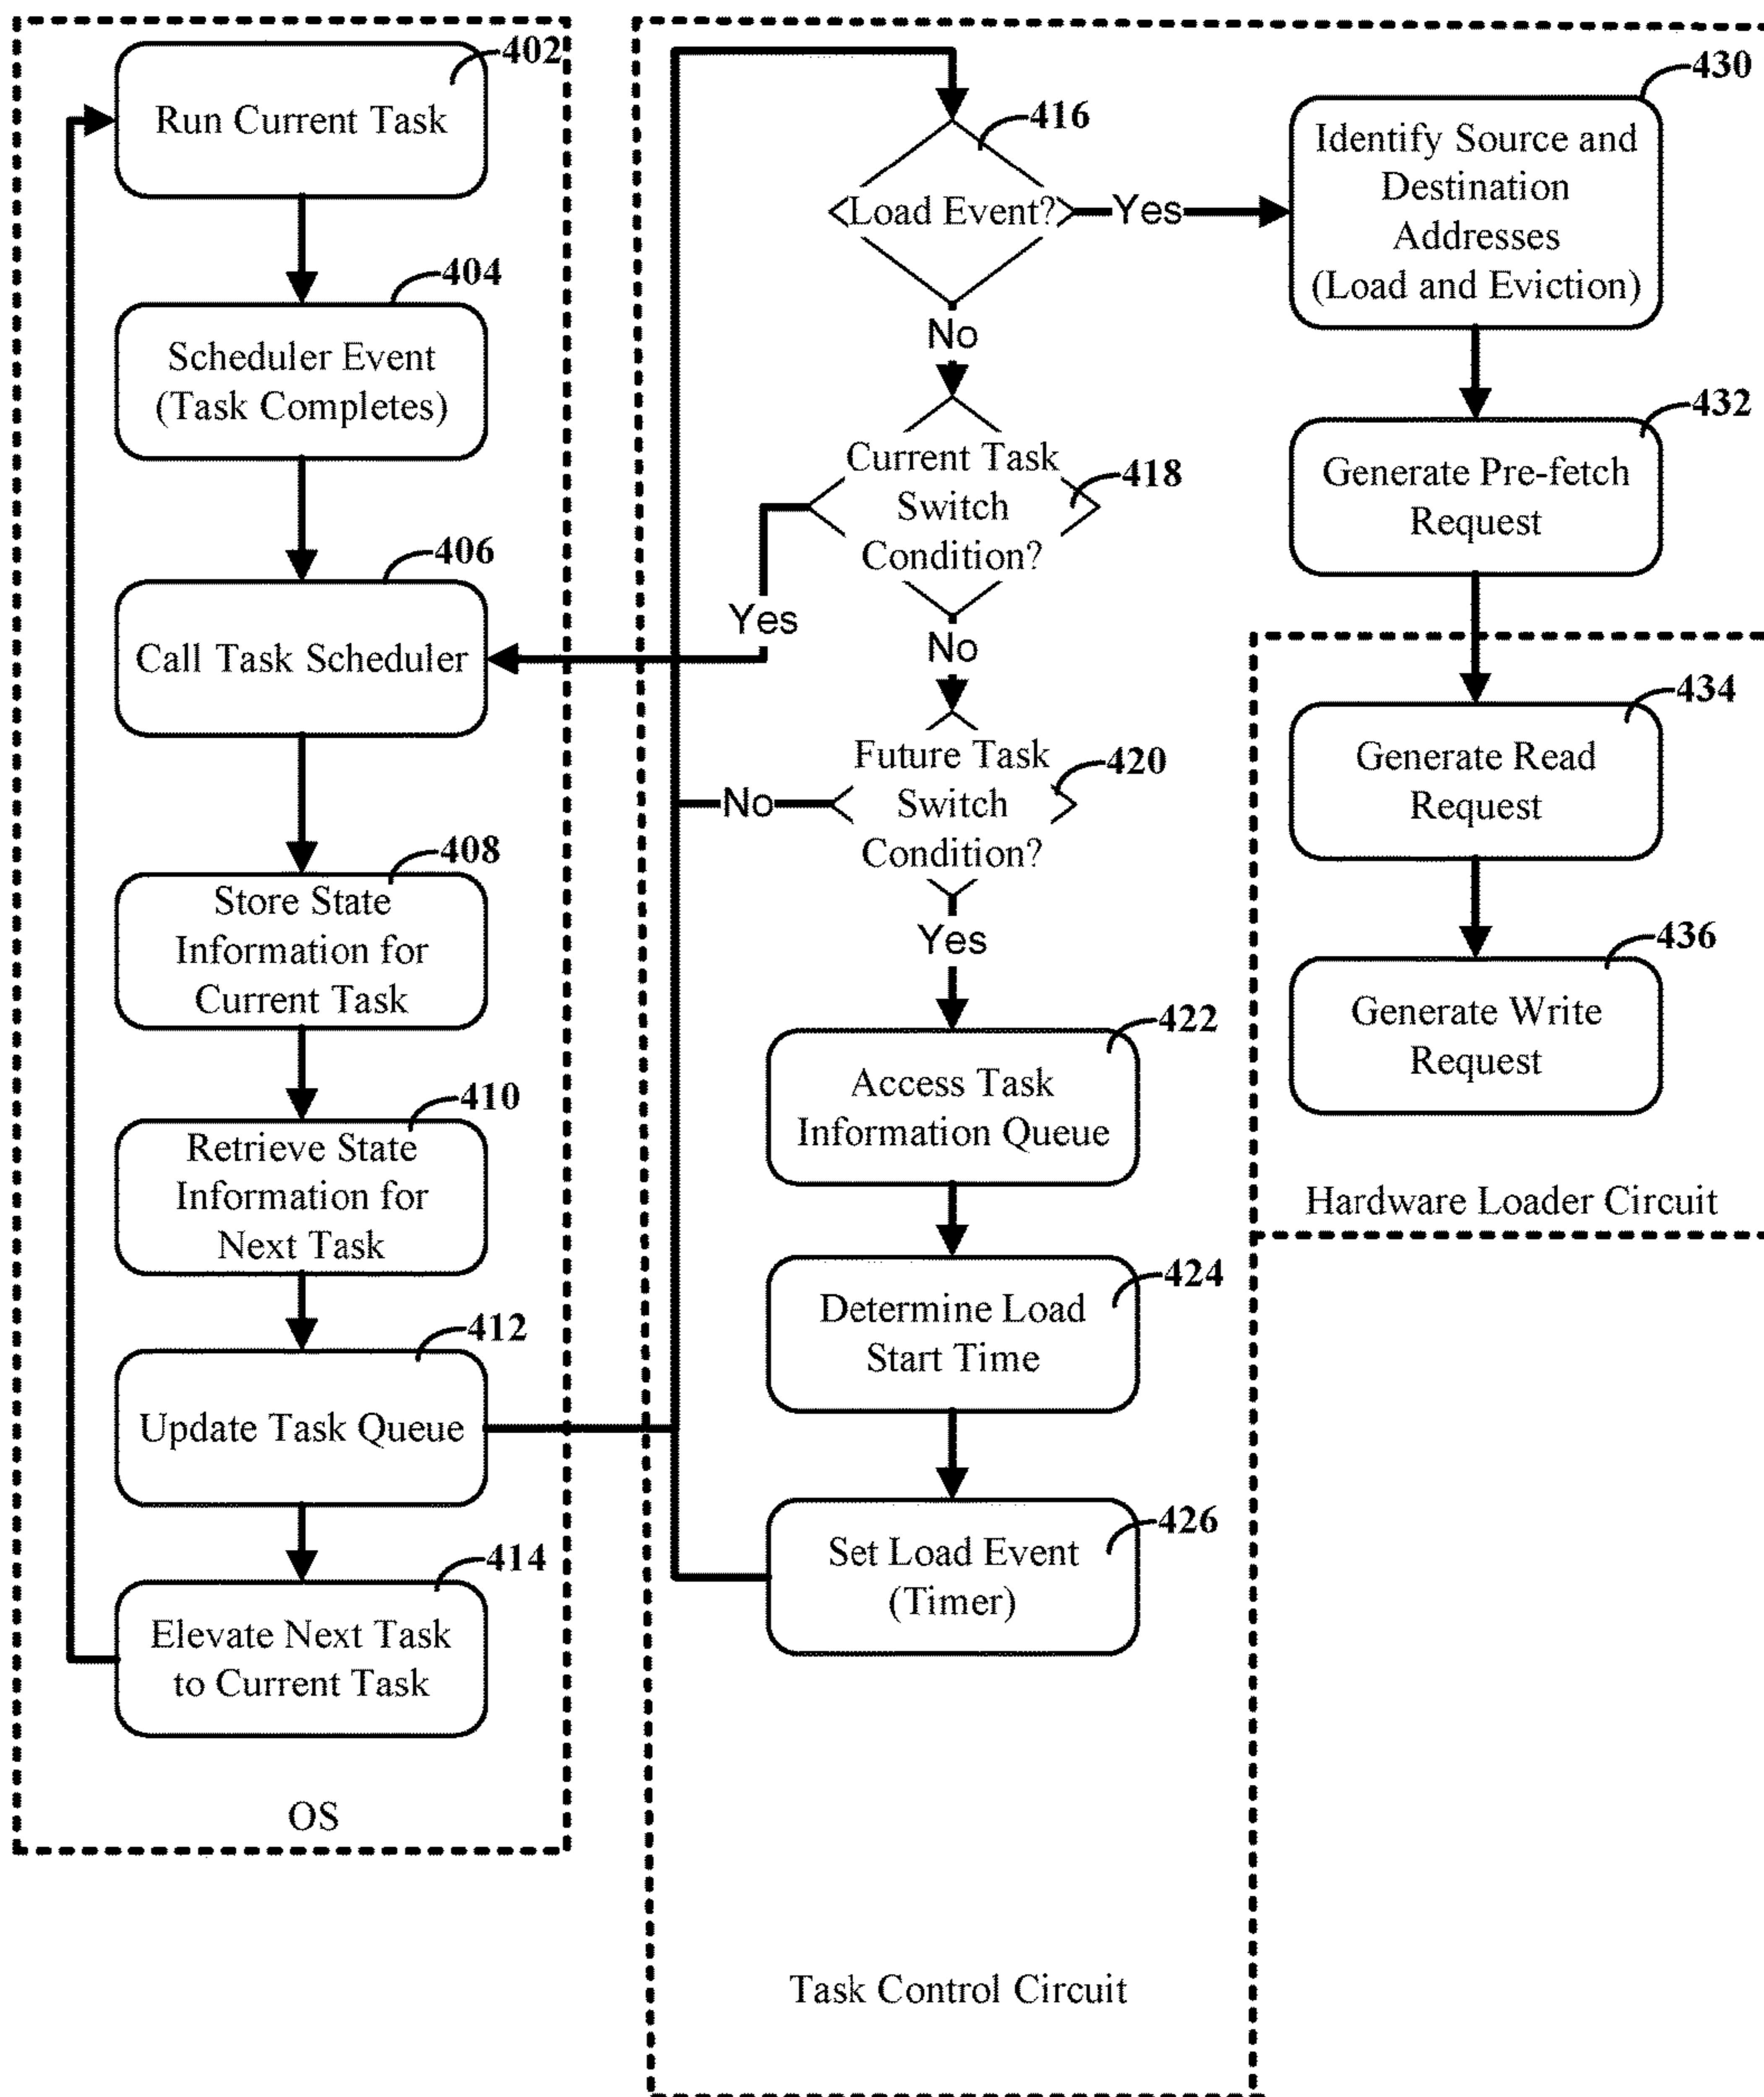 402
Run Current Task
404
Scheduler Event
(Task Completes)
406
Call Task Scheduler
408
Store State
Information for
Current Task
410
Retrieve State
Information for
Next Task
412
Update Task Queue
414
Elevate Next Task
to Current Task
OS
416
Load Event?
Yes
No
418
Current Task
Switch
Condition?
Yes
No
420
Future Task
Switch
Condition?
No
Yes
422
Access Task
Information Queue
424
Determine Load
Start Time
426
Set Load Event
(Timer)
Task Control Circuit
430
Identify Source and
Destination
Addresses
(Load and Eviction)
432
Generate Pre-fetch
Request
434
Generate Read
Request
436
Generate Write
Request
Hardware Loader Circuit